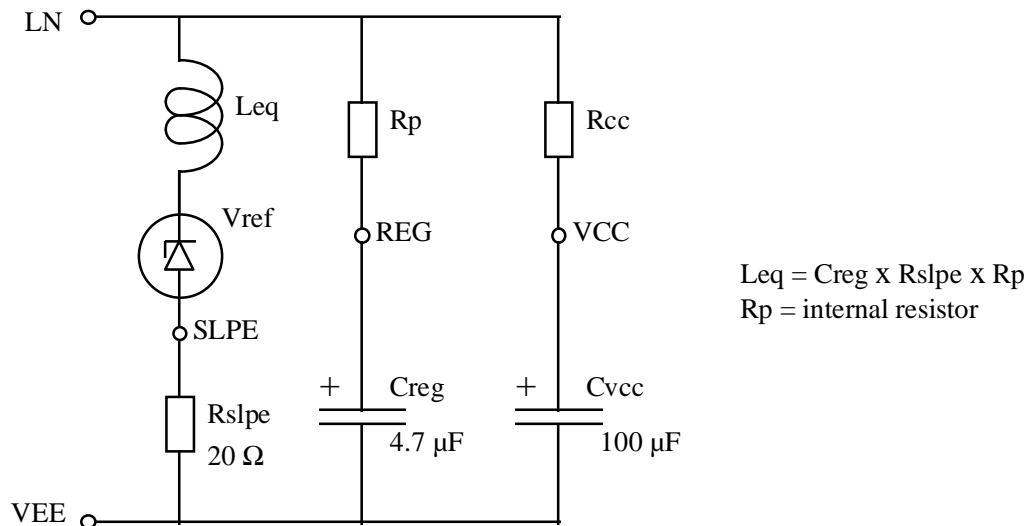 LN
Leq
Rp
Rcc
Vref
REG
VCC
Leq = Creg x Rslpe x Rp
Rp = internal resistor
SLPE
+
Creg
+
Cvcc
Rslpe
20 Ω
4.7 µF
100 µF
VEE